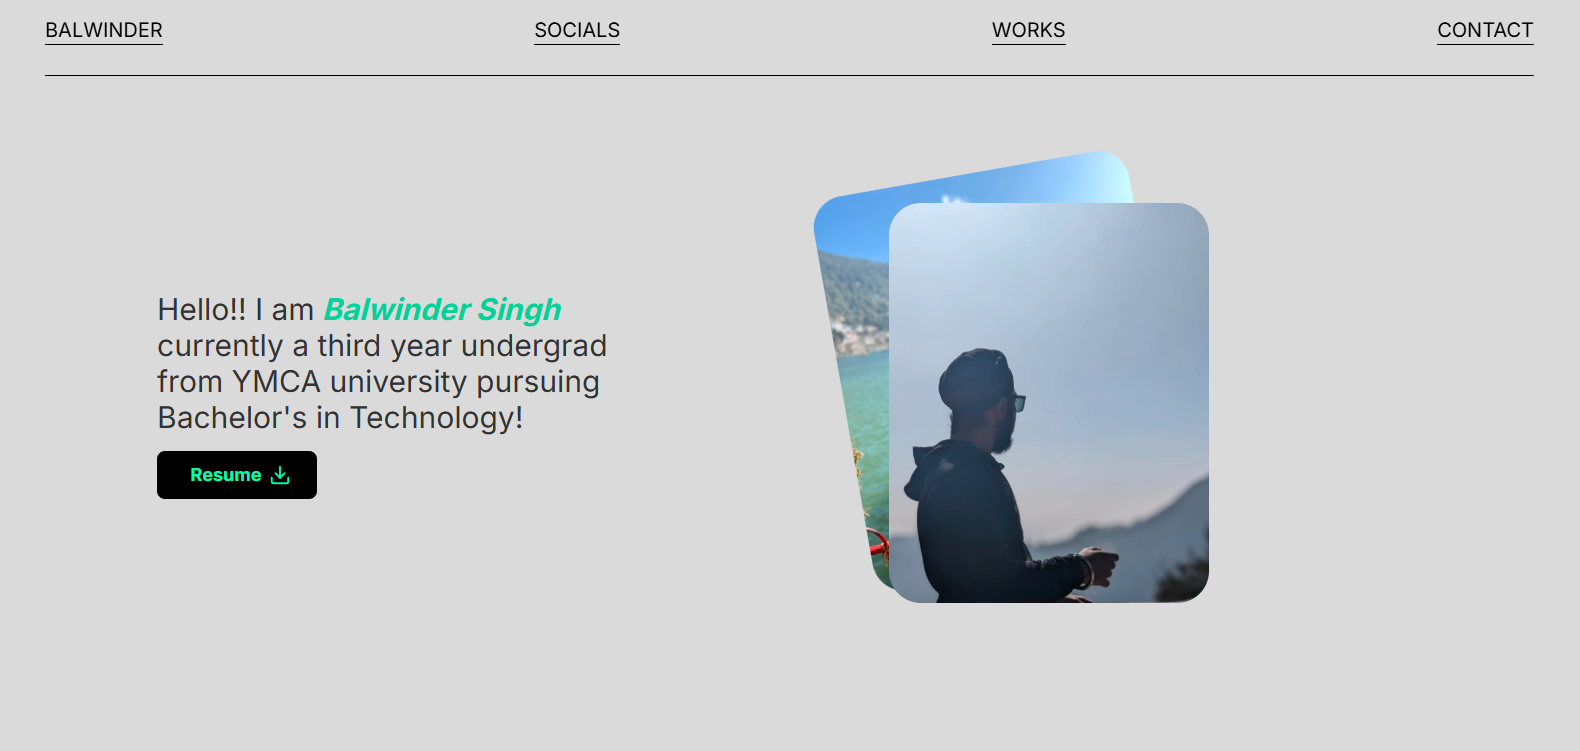 BALWINDER SOCIALS WORKS CONTACT
Hello!! I am Balwinder Singh
currently a third year undergrad
from YMCA university pursuing
Bachelor's in Technology!
Resume